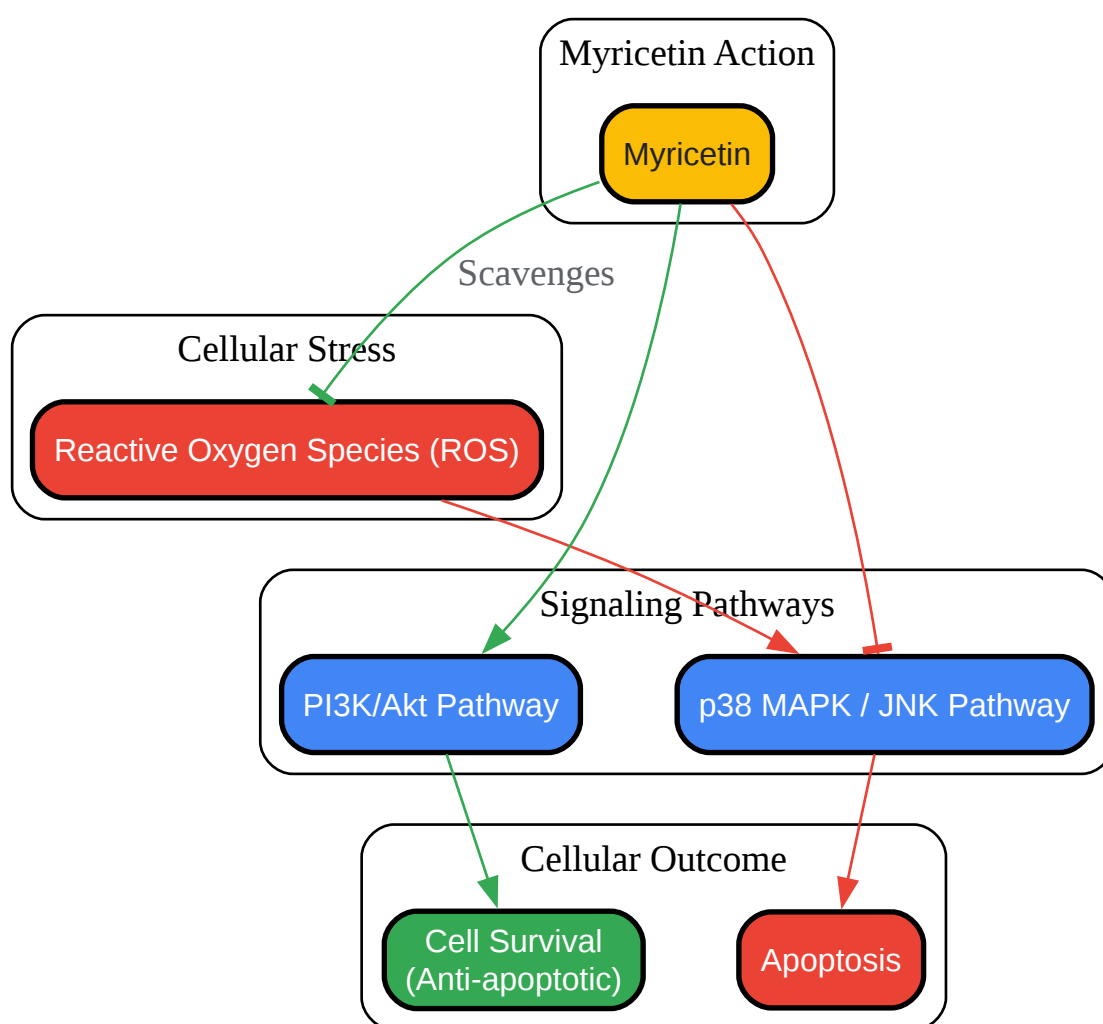 Myricetin Action
Myricetin
Scavenges
Cellular Stress
Reactive Oxygen Species (ROS)
Signaling Pathways
PI3K/Akt Pathway
p38 MAPK / JNK Pathway
Cellular Outcome
Cell Survival
(Anti-apoptotic)
Apoptosis